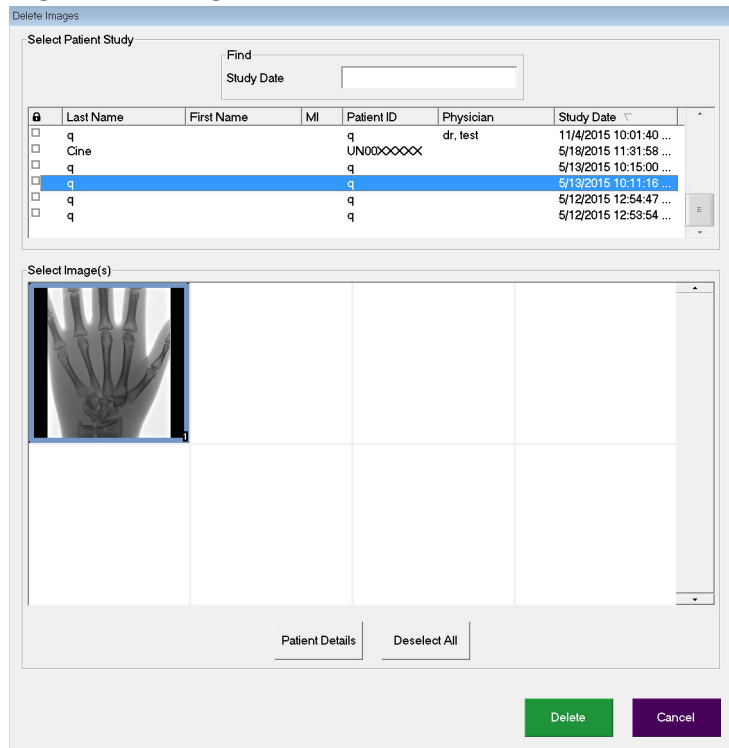 Delete Images
Select Patient Study
Find
Study Date
Last Name First Name MI Patient ID Physician Study Date
q q dr, test 11/4/2015 10:01:40 ...
Cine UN00XXXXX 5/18/2015 11:31:58 ...
q q 5/13/2015 10:15:00 ...
q q 5/13/2015 10:11:16 ...
q q 5/12/2015 12:54:47 ...
q q 5/12/2015 12:53:54 ...
Select Image(s)
1
Patient Details Deselect All
Delete Cancel